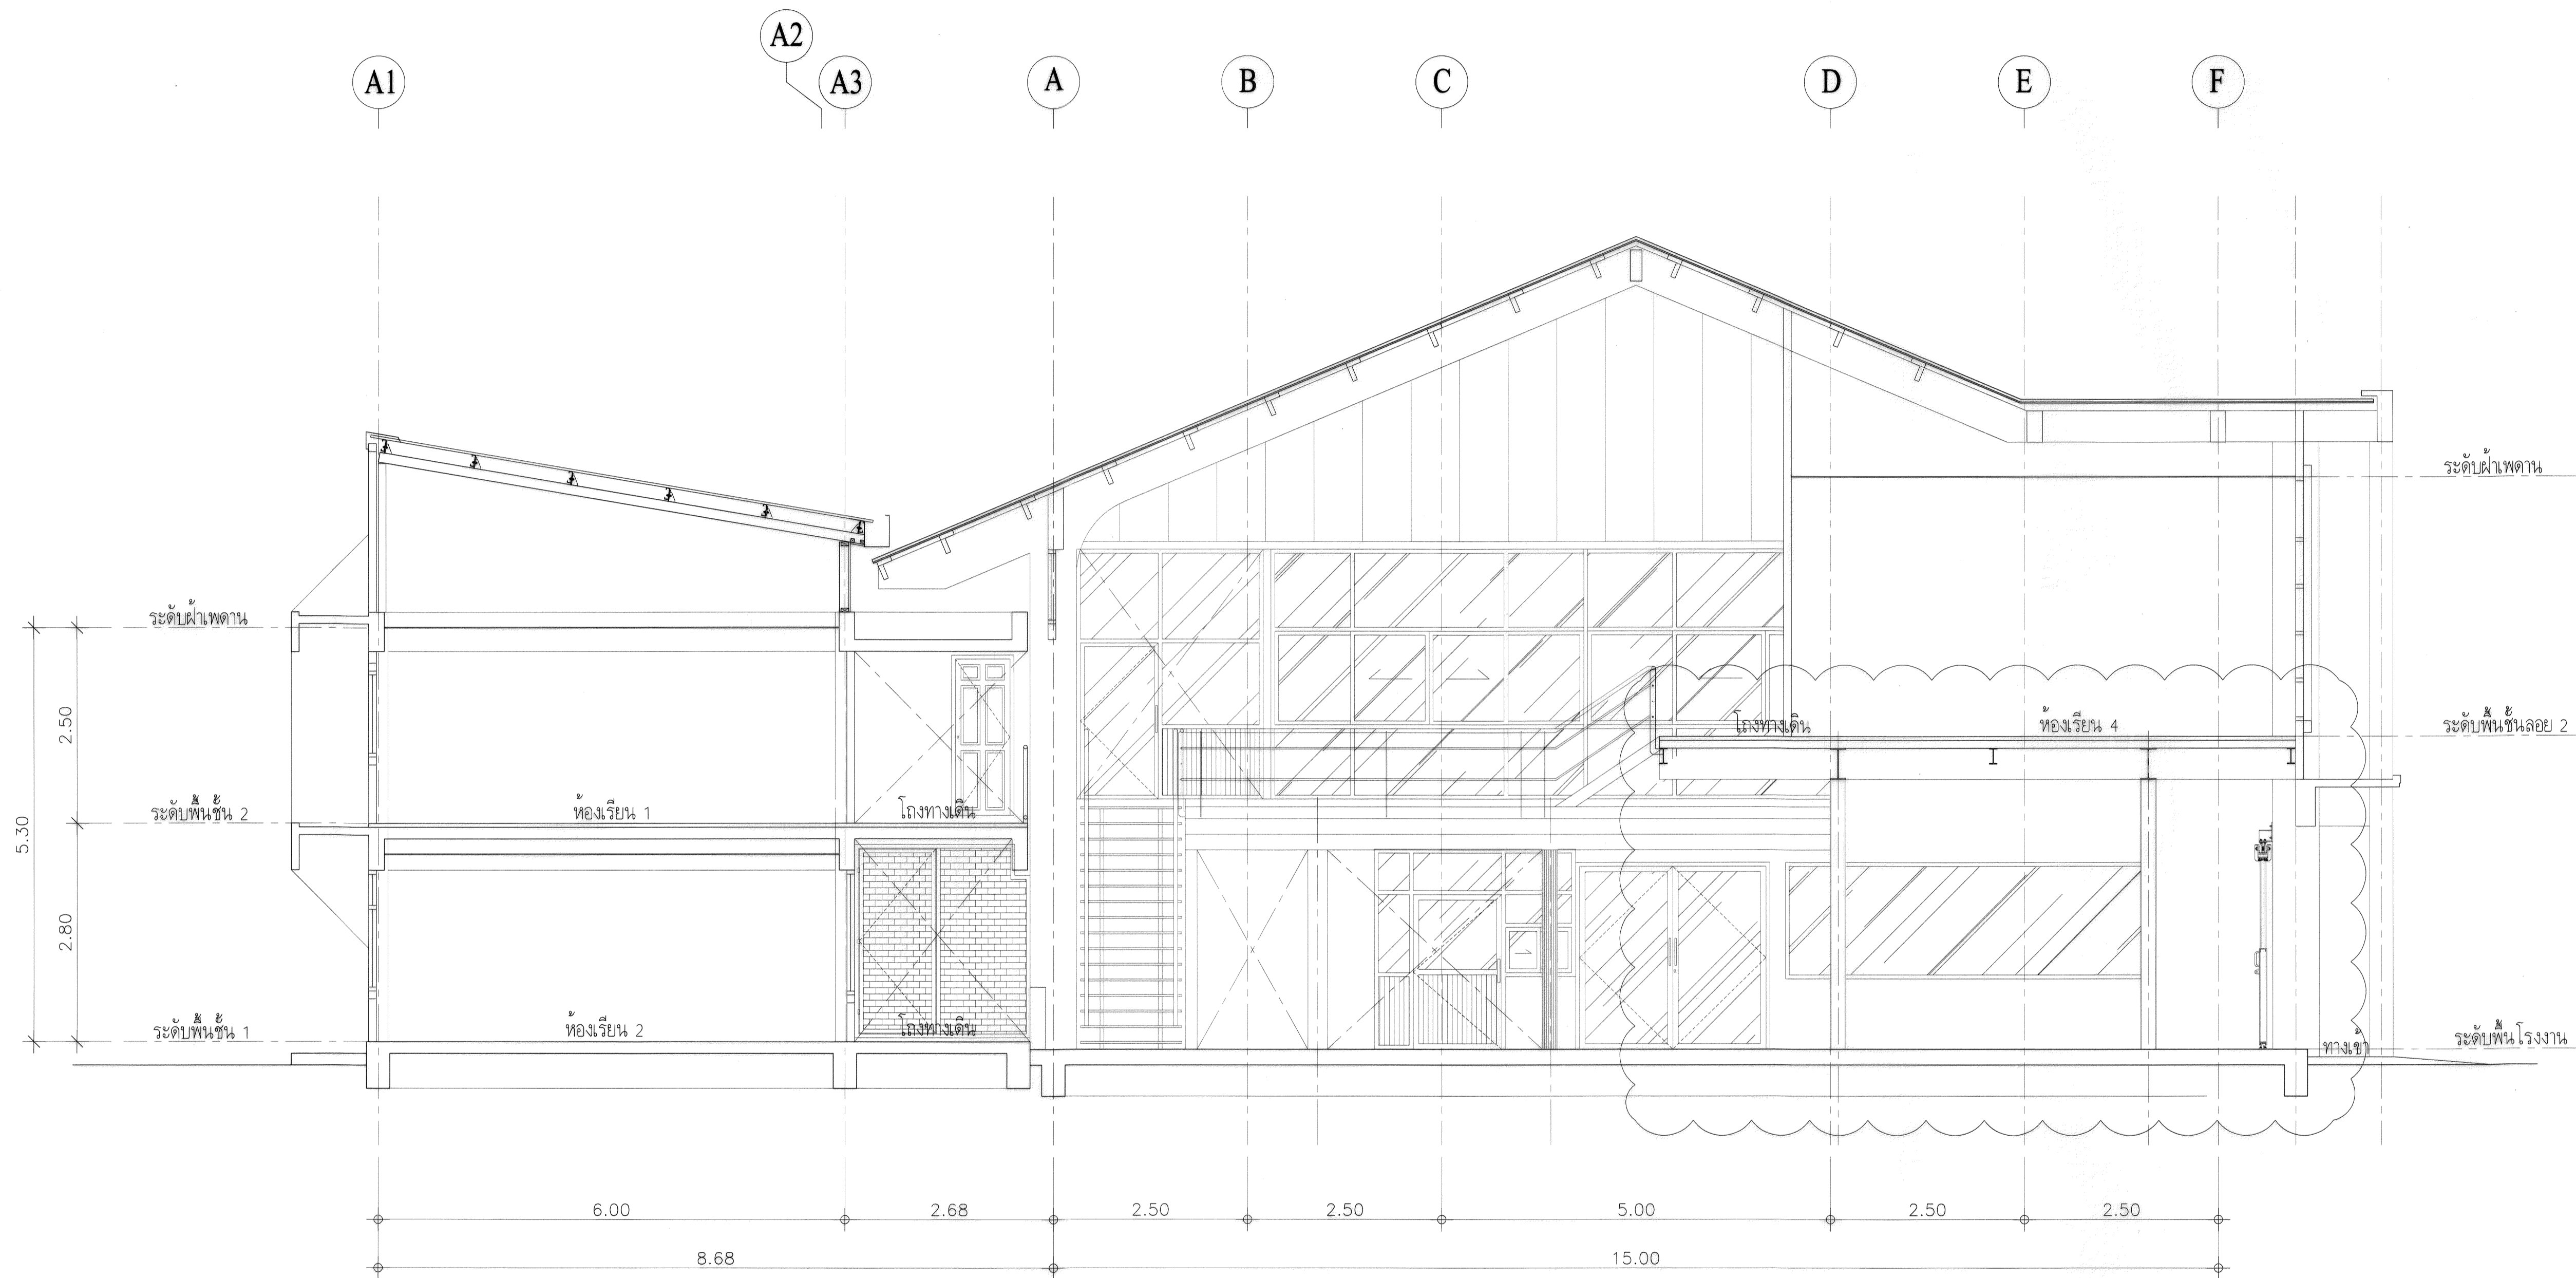 A2
A1
A3
A
B
C
D
E
F
ระดับฝ้าเพดาน
ระดับฝ้าเพดาน
2.50
โถงทางเดิน
ห้องเรียน 4
ระดับพื้นชั้นลอย 2
ระดับพื้นชั้น 2
ห้องเรียน 1
โถงทางเดิน
5.30
2.80
ระดับพื้นชั้น 1
ห้องเรียน 2
โถงทางเดิน
ทางเข้า
ระดับพื้นโรงงาน
6.00
2.68
2.50
2.50
5.00
2.50
2.50
8.68
15.00